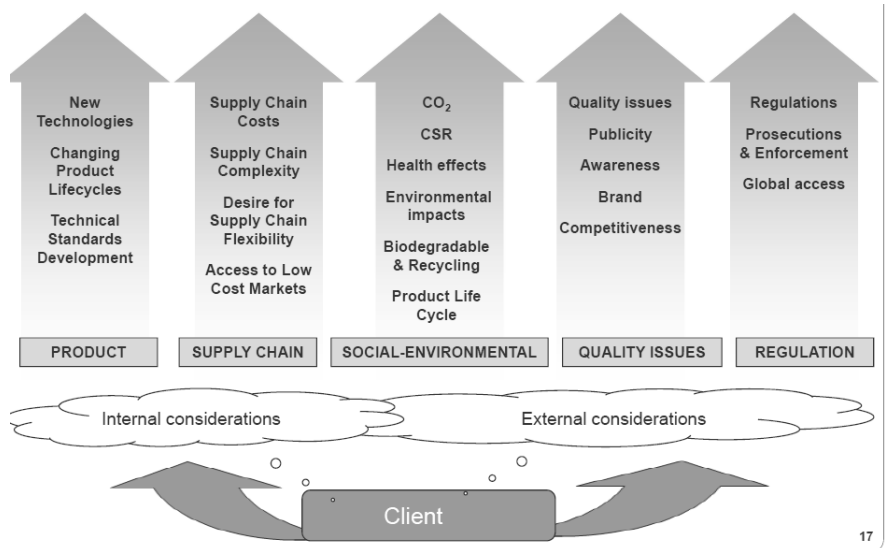 New
Technologies
Changing
Product
Lifecycles
Technical
Standards
Development
Supply Chain
Costs
Supply Chain
Complexity
Desire for
Supply Chain
Flexibility
Access to Low
Cost Markets
CO₂
CSR
Health effects
Environmental
impacts
Biodegradable
& Recycling
Product Life
Cycle
Quality issues
Publicity
Awareness
Brand
Competitiveness
Regulations
Prosecutions
& Enforcement
Global access
PRODUCT
SUPPLY CHAIN
SOCIAL-ENVIRONMENTAL
QUALITY ISSUES
REGULATION
Internal considerations
External considerations
Client
17